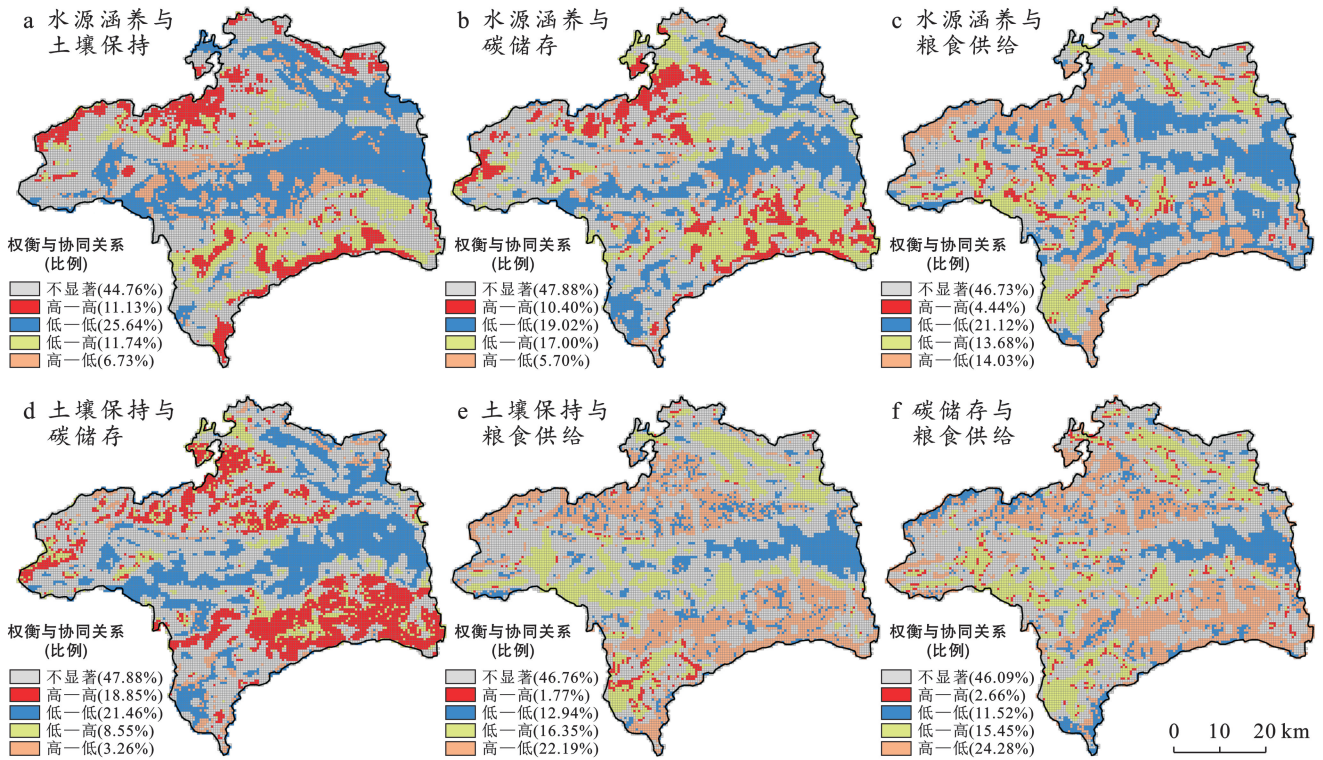 a 水源涵养与
土壤保持
权衡与协同关系
(比例)
不显著(44.76%)
高—高(11.13%)
低—低(25.64%)
低—高(11.74%)
高—低(6.73%)
b 水源涵养与
碳储存
权衡与协同关系
(比例)
不显著(47.88%)
高—高(10.40%)
低—低(19.02%)
低—高(17.00%)
高—低(5.70%)
c 水源涵养与
粮食供给
权衡与协同关系
(比例)
不显著(46.73%)
高—高(4.44%)
低—低(21.12%)
低—高(13.68%)
高—低(14.03%)
d 土壤保持与
碳储存
权衡与协同关系
(比例)
不显著(47.88%)
高—高(18.85%)
低—低(21.46%)
低—高(8.55%)
高—低(3.26%)
e 土壤保持与
粮食供给
权衡与协同关系
(比例)
不显著(46.76%)
高—高(1.77%)
低—低(12.94%)
低—高(16.35%)
高—低(22.19%)
f 碳储存与
粮食供给
权衡与协同关系
(比例)
不显著(46.09%)
高—高(2.66%)
低—低(11.52%)
低—高(15.45%)
高—低(24.28%)
0 10 20 km